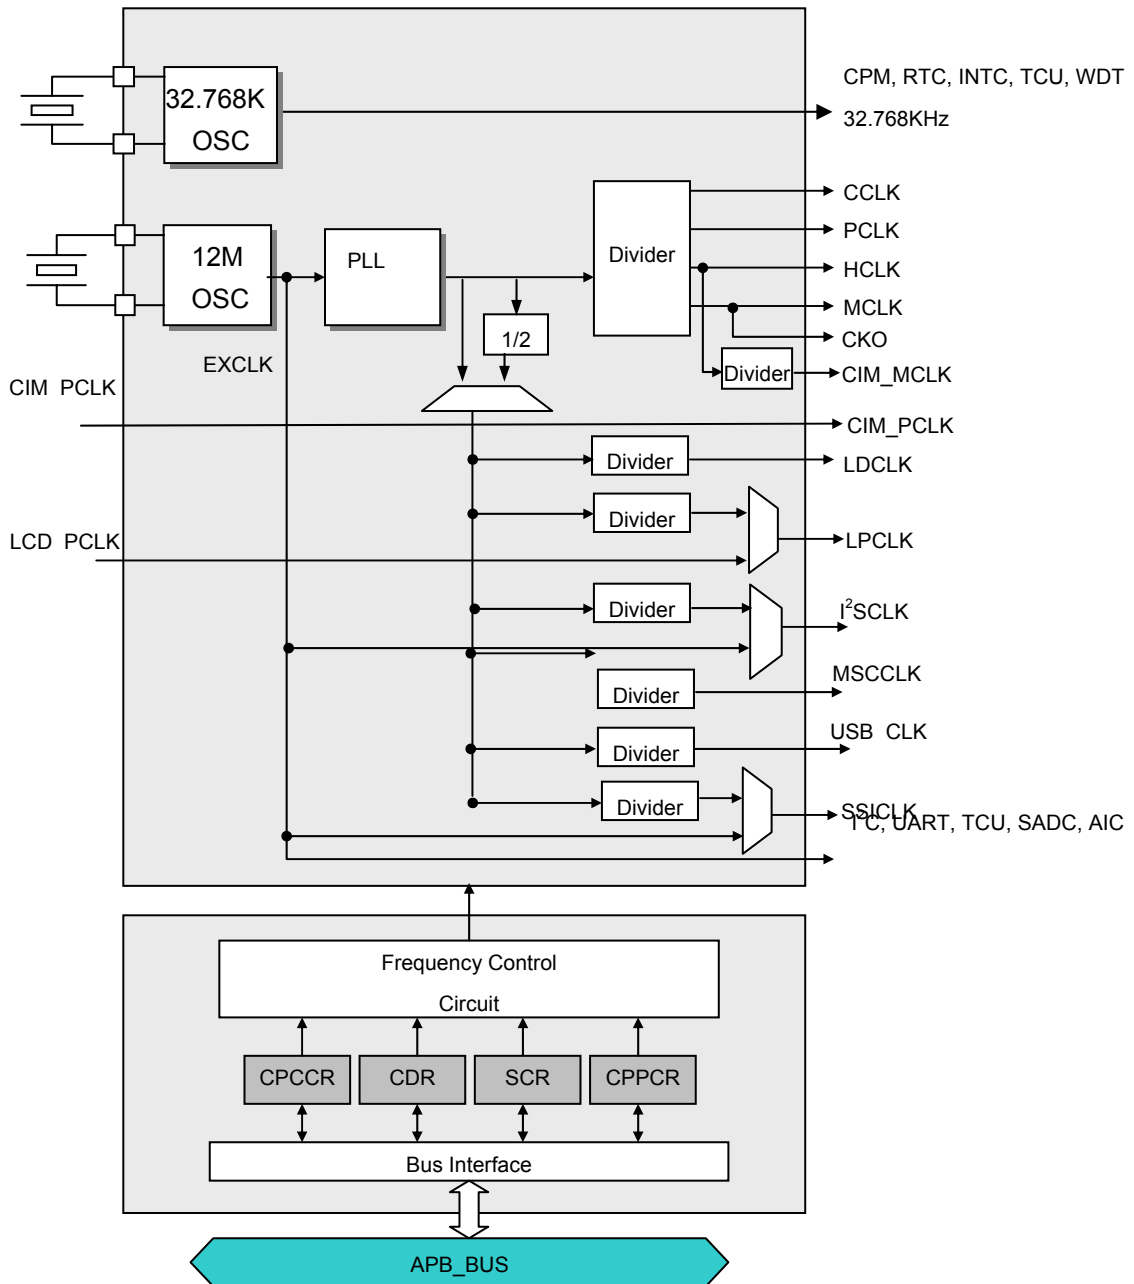 CPM, RTC, INTC, TCU, WDT
32.768K
OSC
32.768KHz
CCLK
PCLK
12M
OSC
PLL
Divider
HCLK
MCLK
1/2
CKO
EXCLK
Divider
CIM_MCLK
CIM PCLK
CIM_PCLK
Divider
LDCLK
Divider
LCD PCLK
LPCLK
Divider
I²SCLK
MSCCLK
Divider
USB CLK
Divider
Divider
SSICLK
UART, TCU, SADC, AIC
Frequency Control
Circuit
CPCCR
CDR
SCR
CPPCR
Bus Interface
APB_BUS